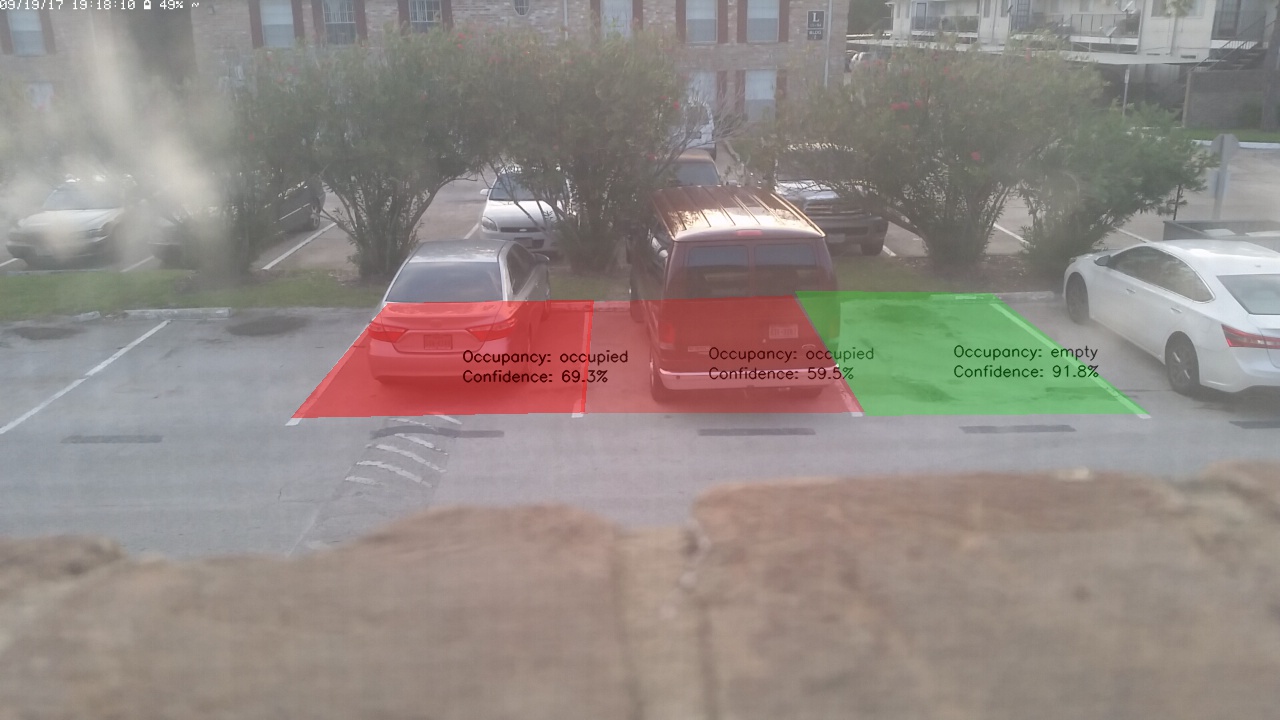 09/19/17 19:18:10 49% ~
L
Occupancy: occupied
Confidence: 69.3%
Occupancy: occupied
Confidence: 59.5%
Occupancy: empty
Confidence: 91.8%